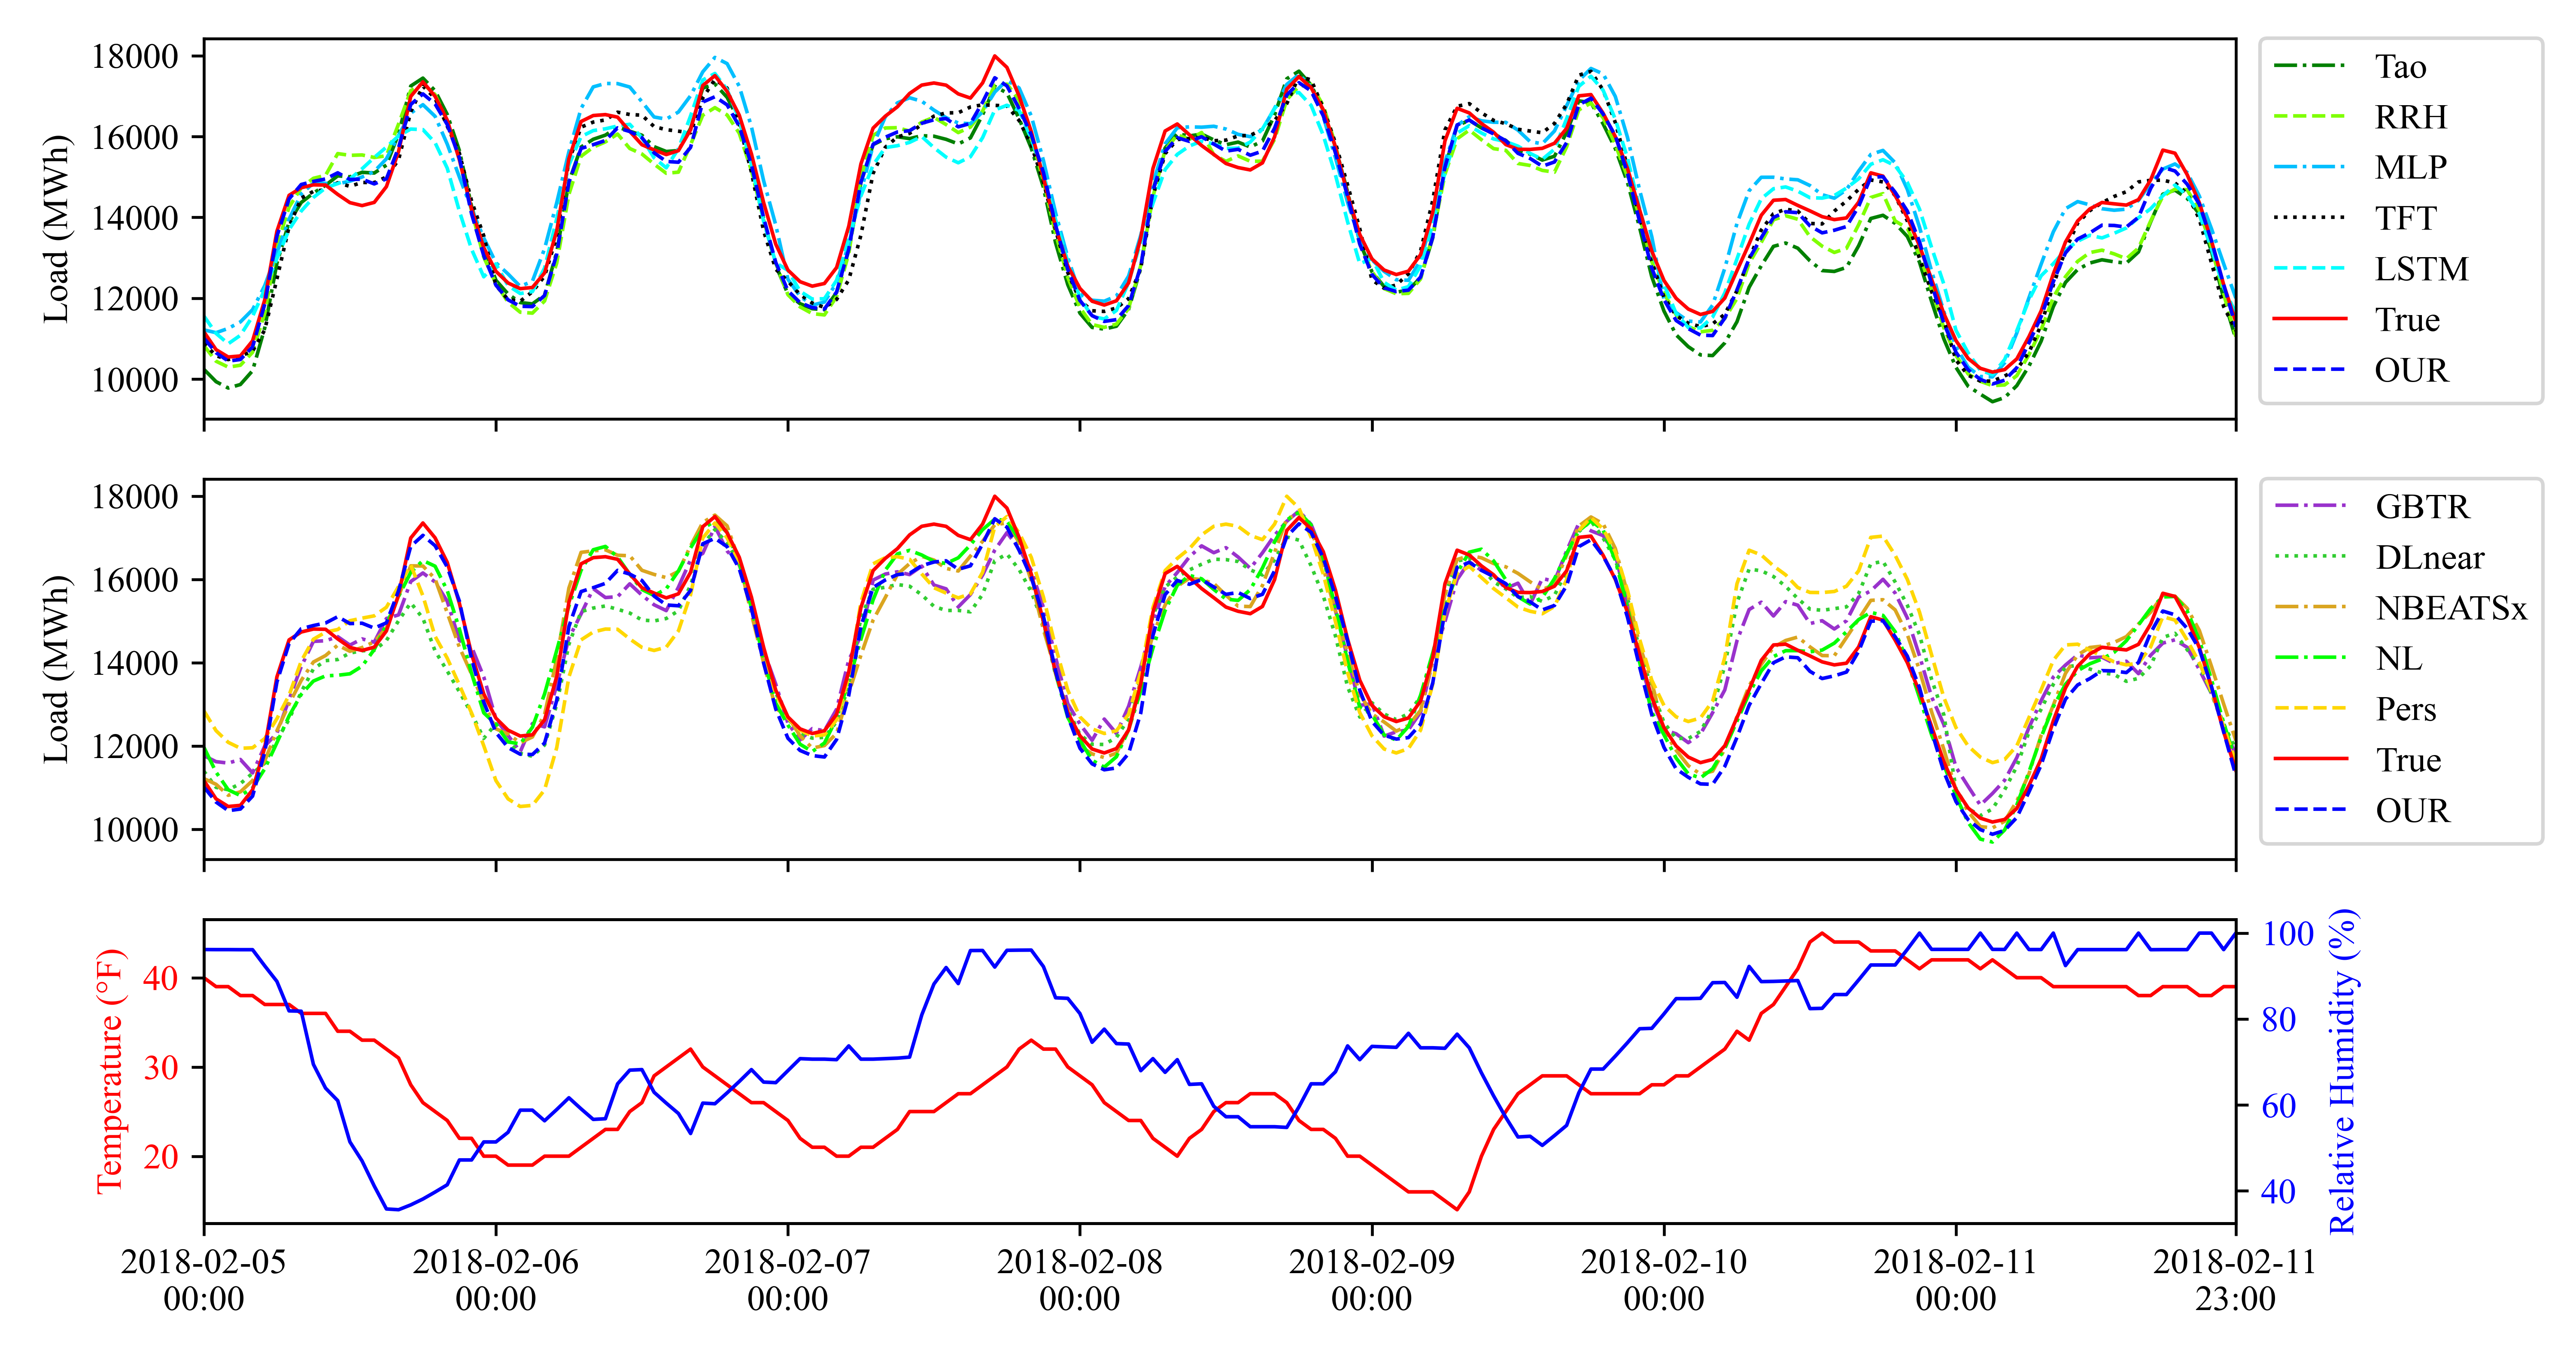 Load (MWh)
18000
16000
14000
12000
10000
Tao
RRH
MLP
TFT
LSTM
True
OUR
Load (MWh)
18000
16000
14000
12000
10000
GBTR
DLnear
NBEATSx
NL
Pers
True
OUR
Temperature (°F)
40
30
20
100
80
60
40
Relative Humidity (%)
2018-02-05
00:00
2018-02-06
00:00
2018-02-07
00:00
2018-02-08
00:00
2018-02-09
00:00
2018-02-10
00:00
2018-02-11
00:00
2018-02-11
23:00